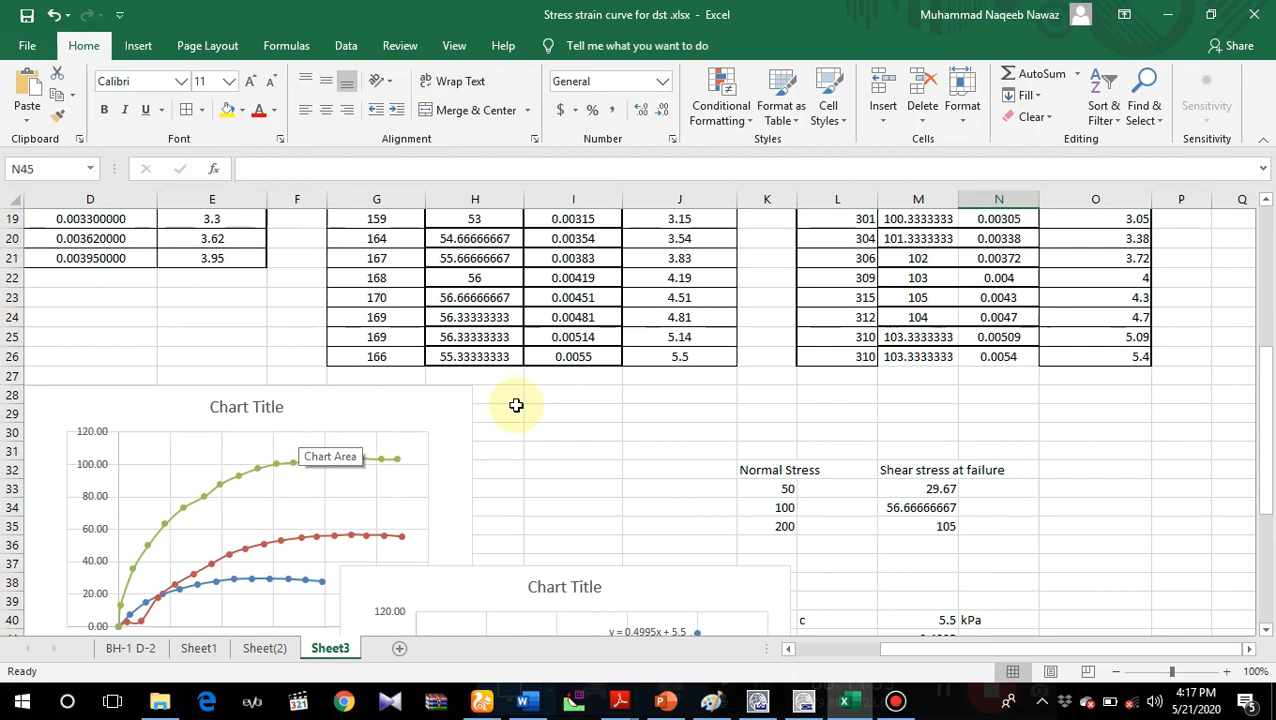 Stress strain curve for dst .xlsx - Excel
Muhammad Naqeeb Nawaz
File Home Insert Page Layout Formulas Data Review View Help Tell me what you want to do Share
Paste
Calibri 11
B I U
Wrap Text
Merge & Center
General
$ %
Conditional Formatting
Format as Table
Cell Styles
Insert Delete Format
AutoSum
Fill
Clear
Sort & Filter
Find & Select
Sensitivity
Clipboard Font Alignment Number Styles Cells Editing Sensitivity
N45 fx
D E F G H I J K L M N O P Q
19 0.003300000 3.3 159 53 0.00315 3.15 301 100.3333333 0.00305 3.05
20 0.003620000 3.62 164 54.66666667 0.00354 3.54 304 101.3333333 0.00338 3.38
21 0.003950000 3.95 167 55.66666667 0.00383 3.83 306 102 0.00372 3.72
22 168 56 0.00419 4.19 309 103 0.004 4
23 170 56.66666667 0.00451 4.51 315 105 0.0043 4.3
24 169 56.33333333 0.00481 4.81 312 104 0.0047 4.7
25 169 56.33333333 0.00514 5.14 310 103.3333333 0.00509 5.09
26 166 55.33333333 0.0055 5.5 310 103.3333333 0.0054 5.4
27
28
29
30
31
32 Normal Stress Shear stress at failure
33 50 29.67
34 100 56.66666667
35 200 105
36
37
38
39
40 c 5.5 kPa
Chart Title
120.00
100.00
80.00
60.00
40.00
20.00
0.00
Chart Area
Chart Title
120.00
y = 0.4995x + 5.5
BH-1 D-2 Sheet1 Sheet(2) Sheet3
Ready
100%
4:17 PM
5/21/2020
5